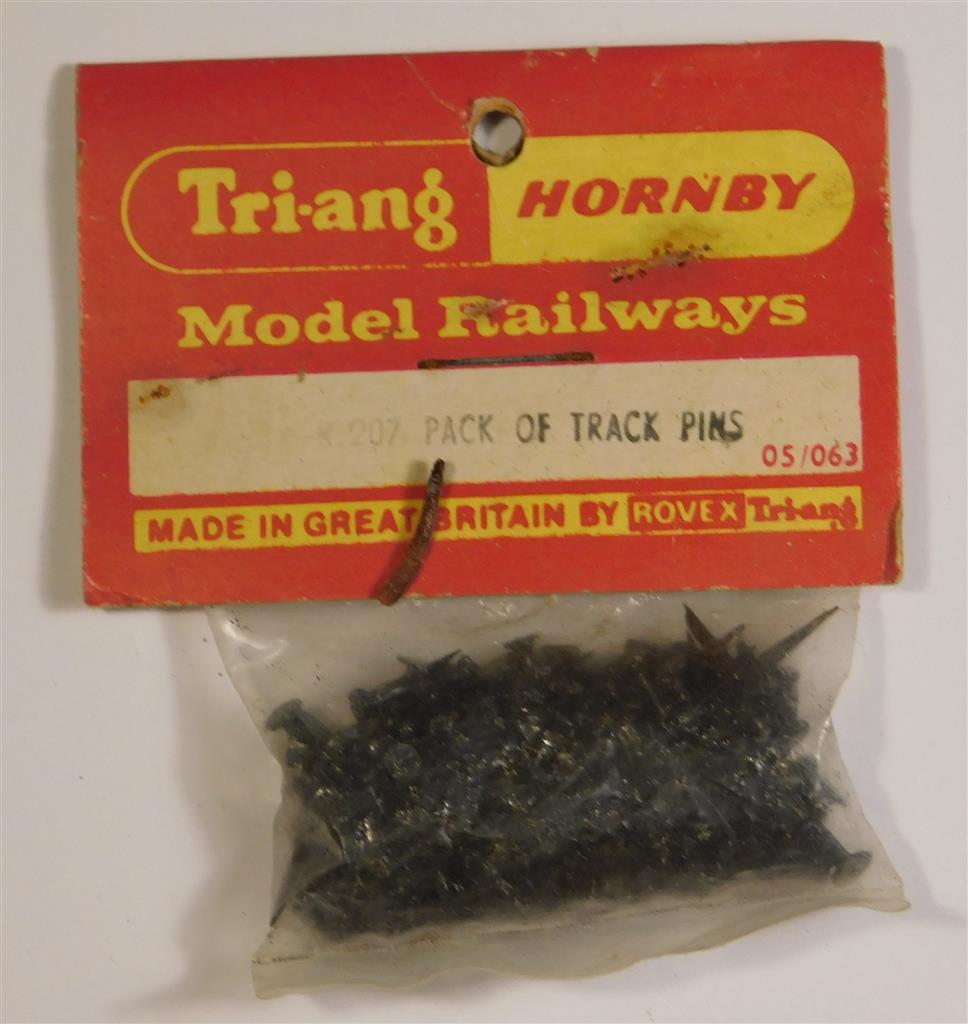 Tri-ang HORNBY
Model Railways
R.207 PACK OF TRACK PINS
05/063
MADE IN GREAT BRITAIN BY ROVEX Tri-ang